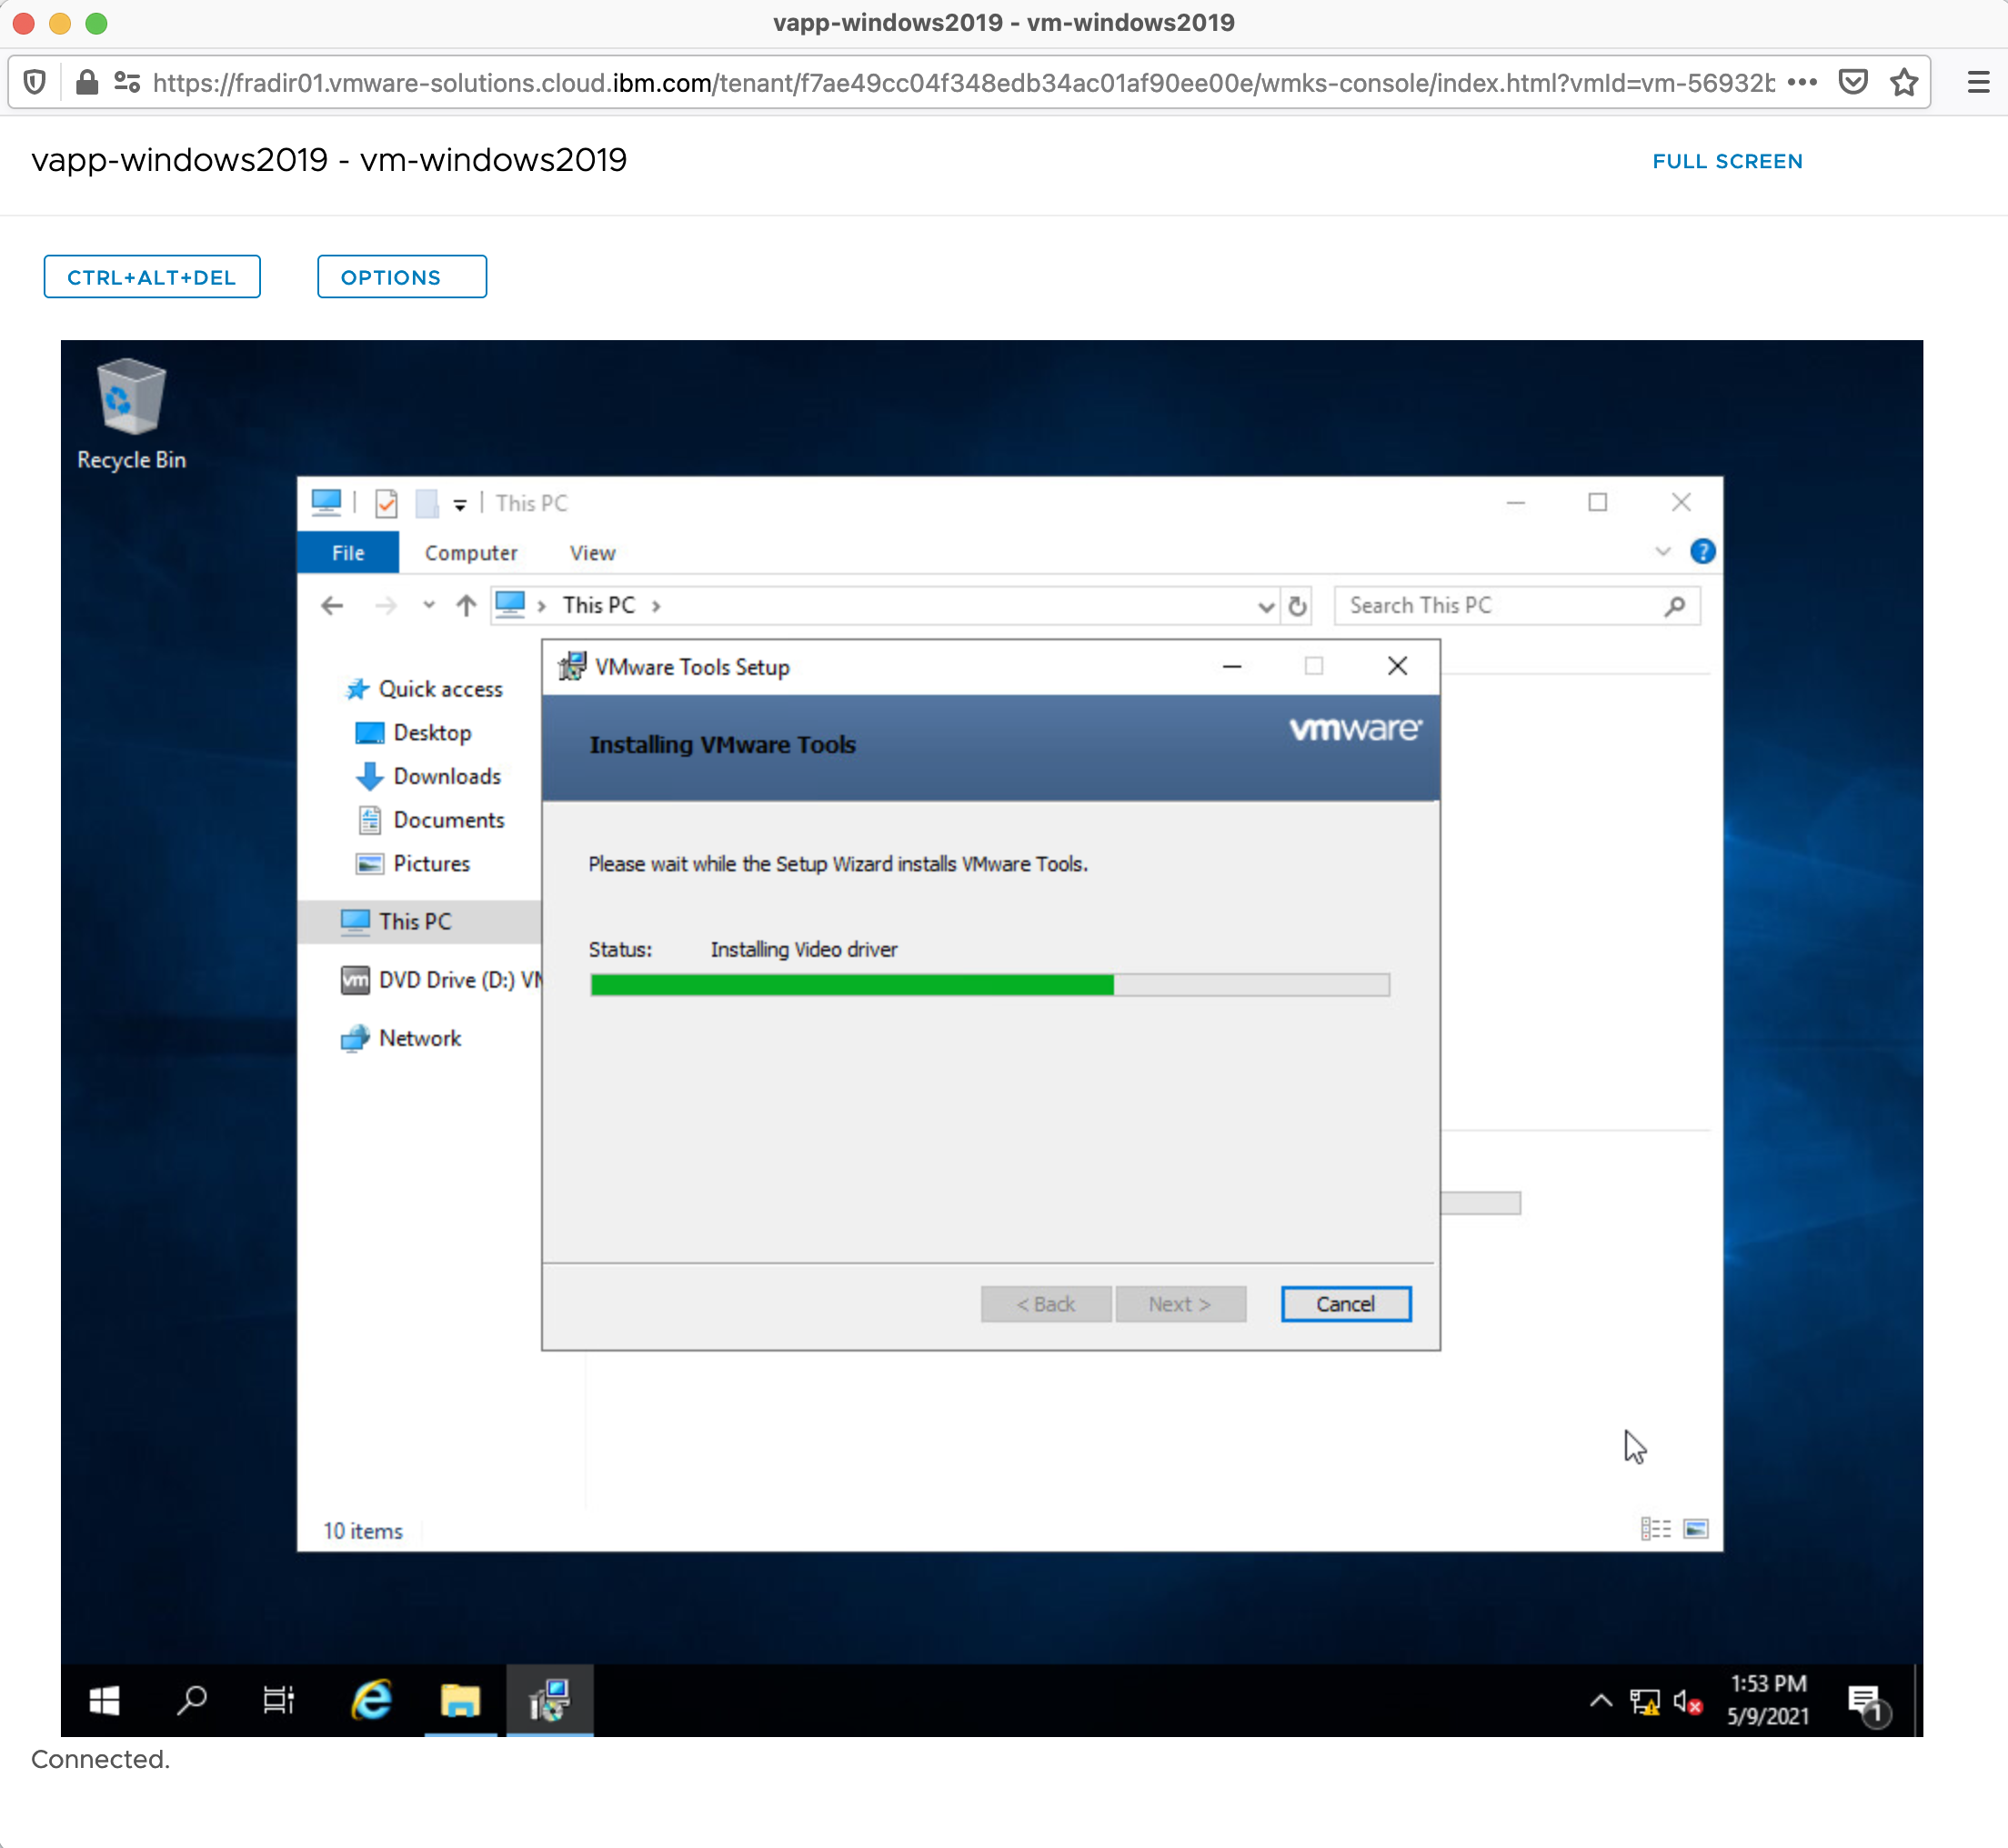 vapp-windows2019 - vm-windows2019
https://fradir01.vmware-solutions.cloud.ibm.com/tenant/f7ae49cc04f348edb34ac01af90ee00e/wmks-console/index.html?vmId=vm-56932b
vapp-windows2019 - vm-windows2019
FULL SCREEN
CTRL+ALT+DEL
OPTIONS
Recycle Bin
This PC
File
Computer
View
This PC
Search This PC
VMware Tools Setup
Quick access
vmware
Desktop
Installing VMware Tools
Downloads
Documents
Pictures
Please wait while the Setup Wizard installs VMware Tools.
This PC
Status:
Installing Video driver
vm
DVD Drive (D:) VM
Network
< Back
Next >
Cancel
10 items
1:53 PM
5/9/2021
1
Connected.